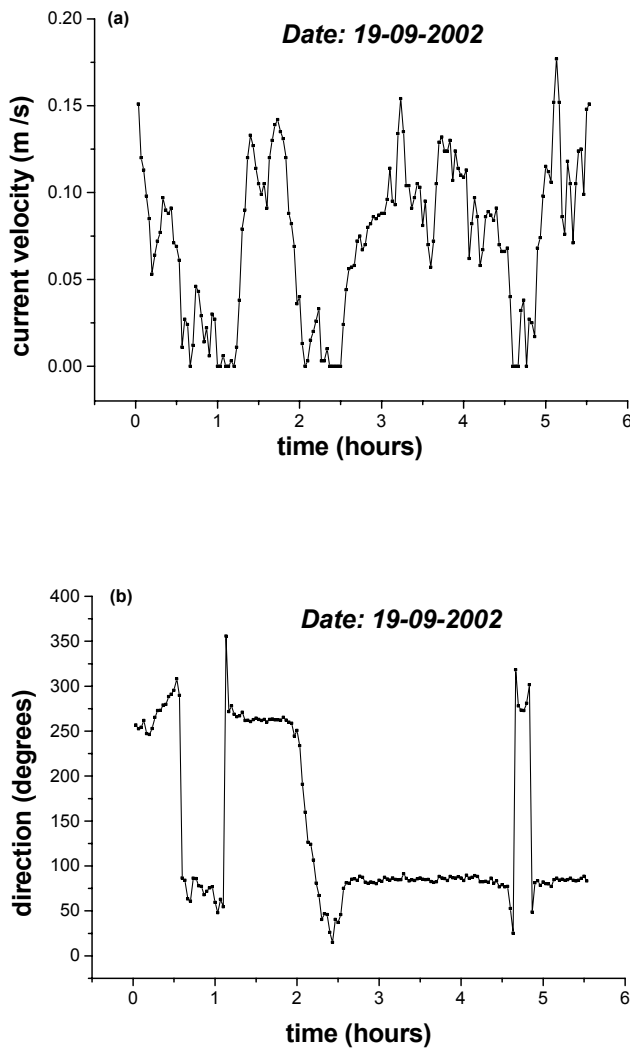 (a)
Date: 19-09-2002
0.20
0.15
0.10
0.05
0.00
current velocity (m /s)
0 1 2 3 4 5 6
time (hours)
(b)
Date: 19-09-2002
400
350
300
250
200
150
100
50
0
direction (degrees)
0 1 2 3 4 5 6
time (hours)